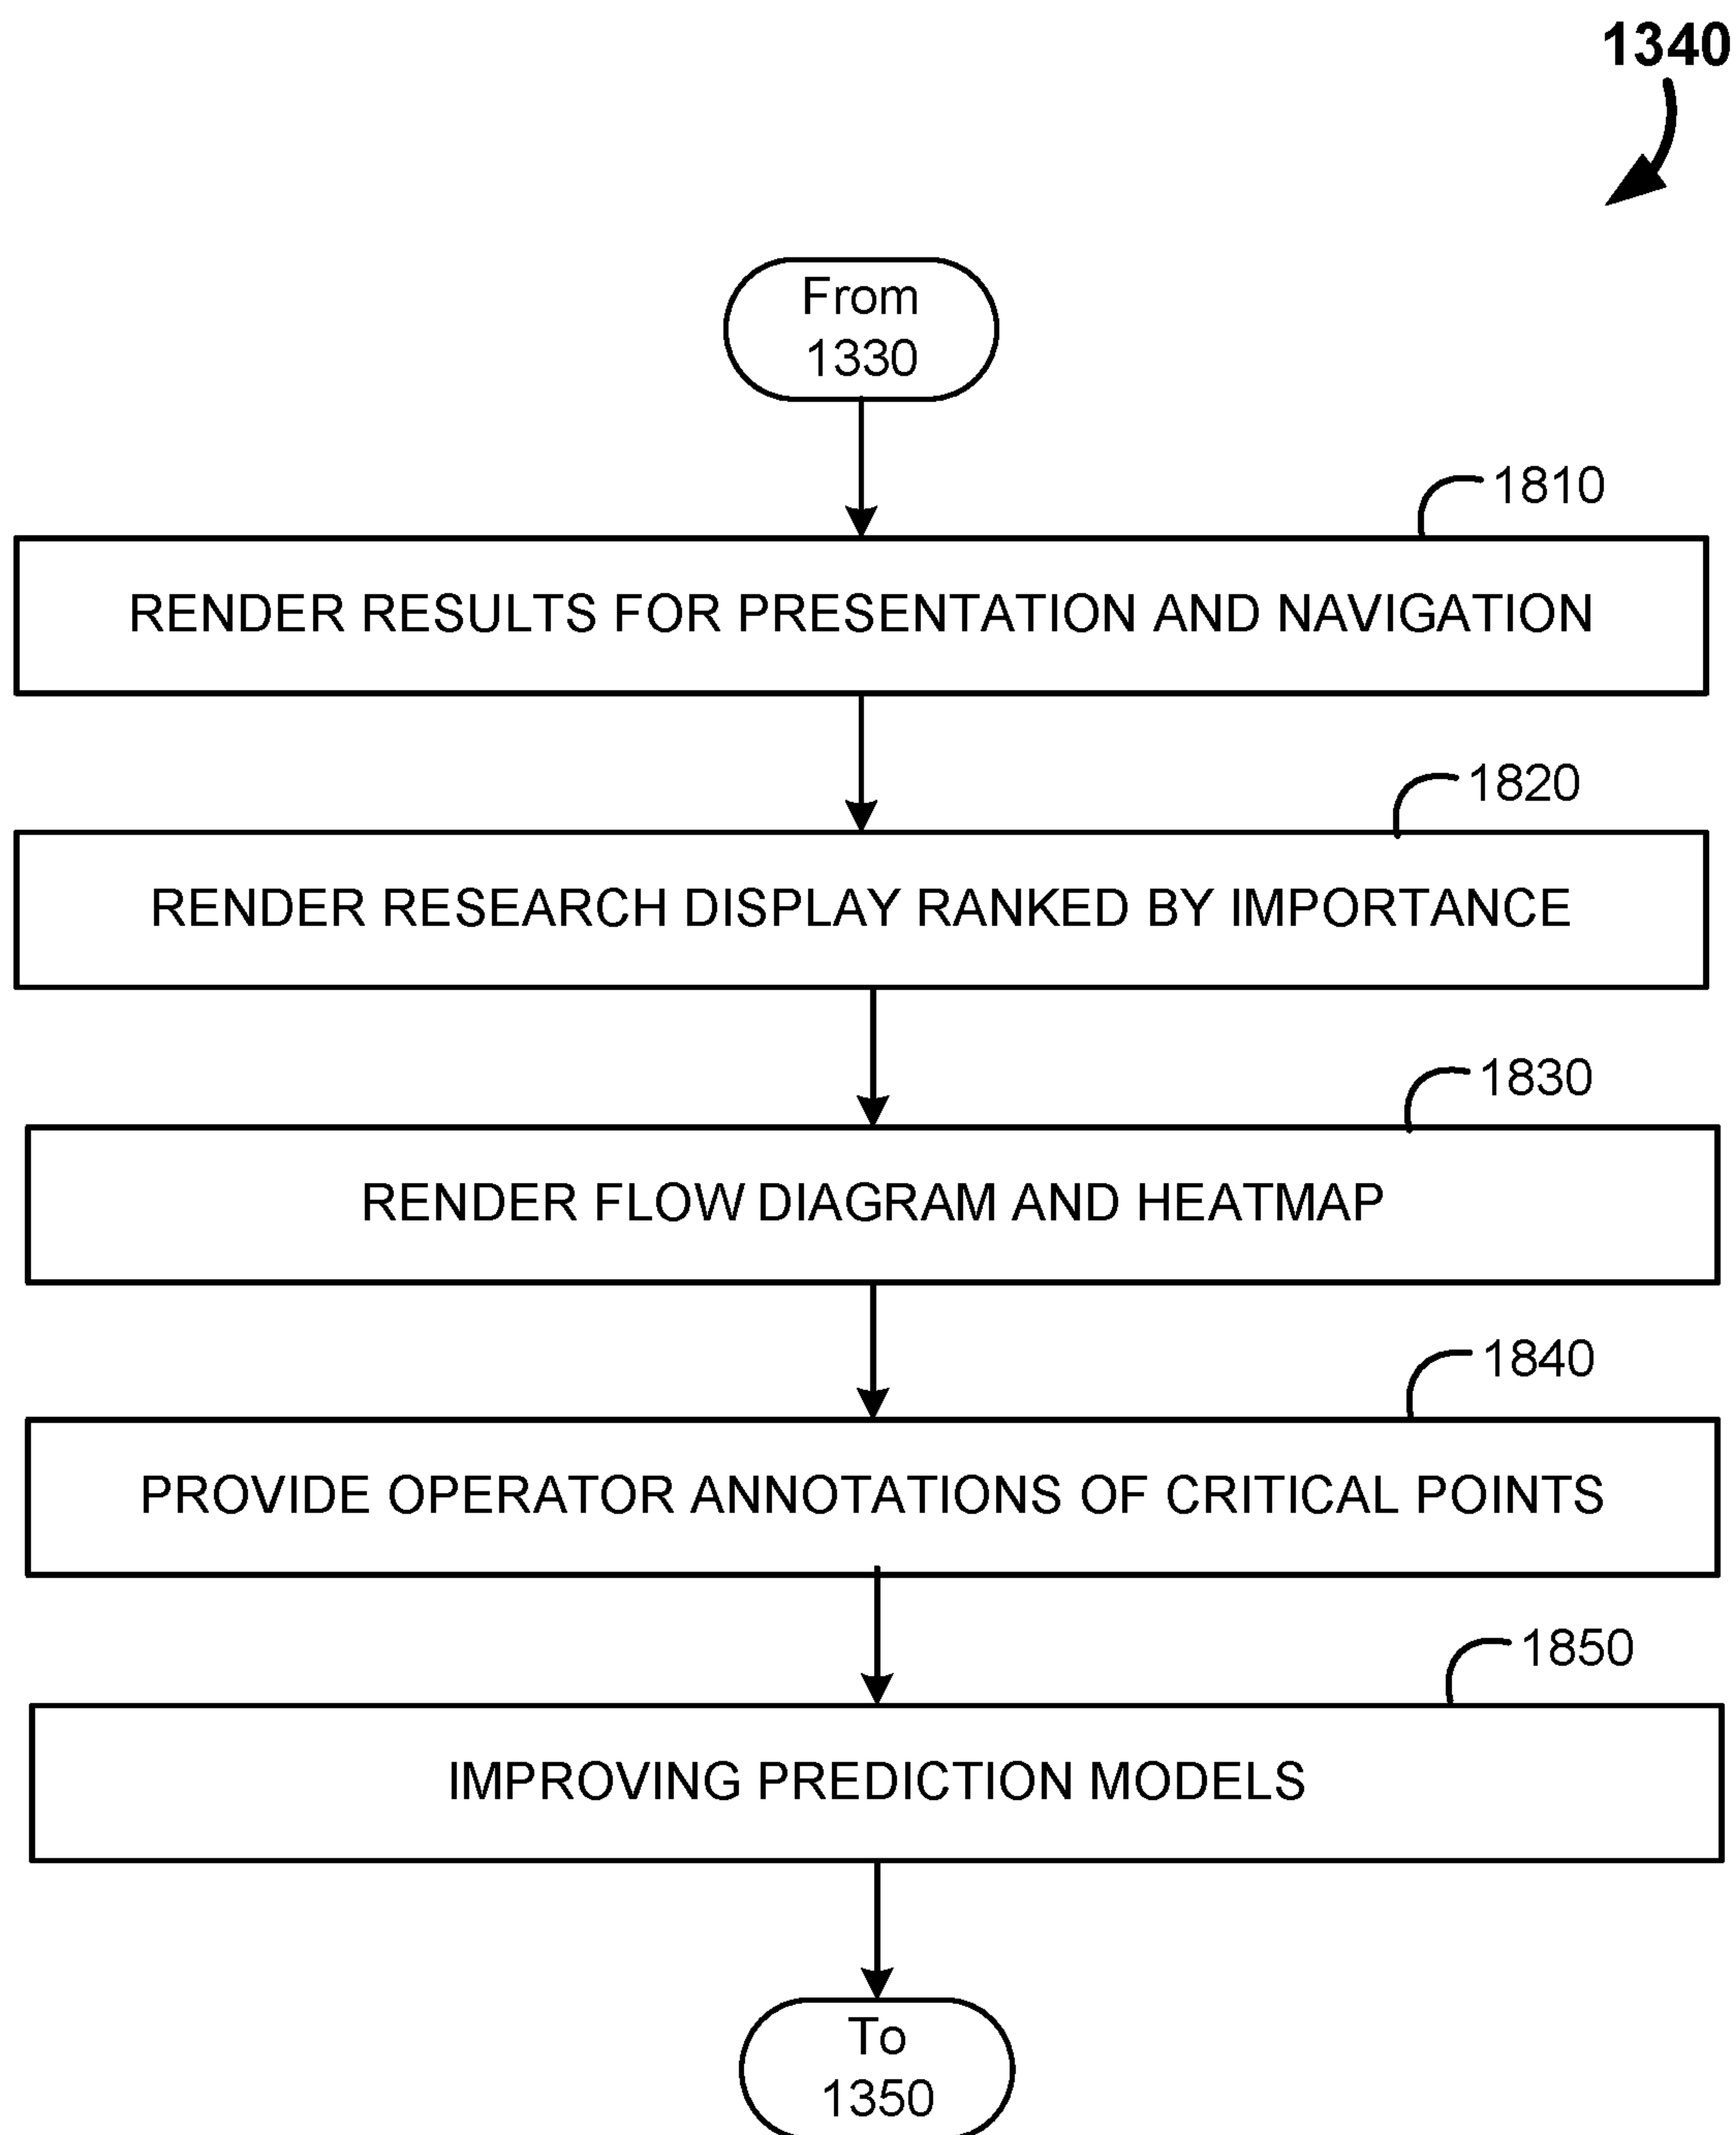 1340
From
1330
1810
RENDER RESULTS FOR PRESENTATION AND NAVIGATION
1820
RENDER RESEARCH DISPLAY RANKED BY IMPORTANCE
1830
RENDER FLOW DIAGRAM AND HEATMAP
1840
PROVIDE OPERATOR ANNOTATIONS OF CRITICAL POINTS
1850
IMPROVING PREDICTION MODELS
To
1350